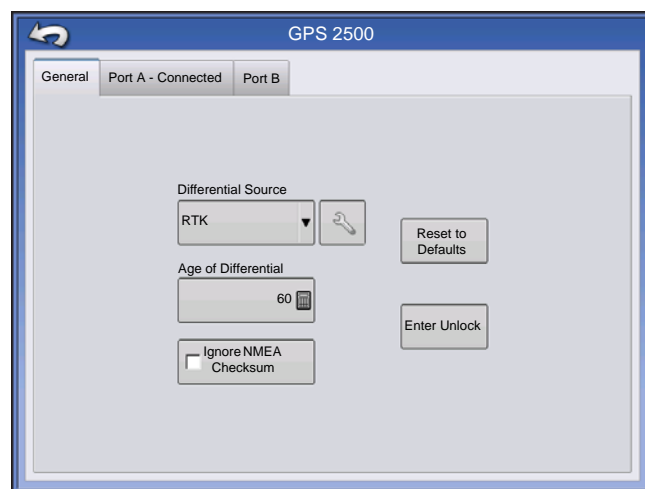 GPS 2500
General
Port A - Connected
Port B
Differential Source
RTK
Reset to
Defaults
Age of Differential
60
Enter Unlock
Ignore NMEA
Checksum